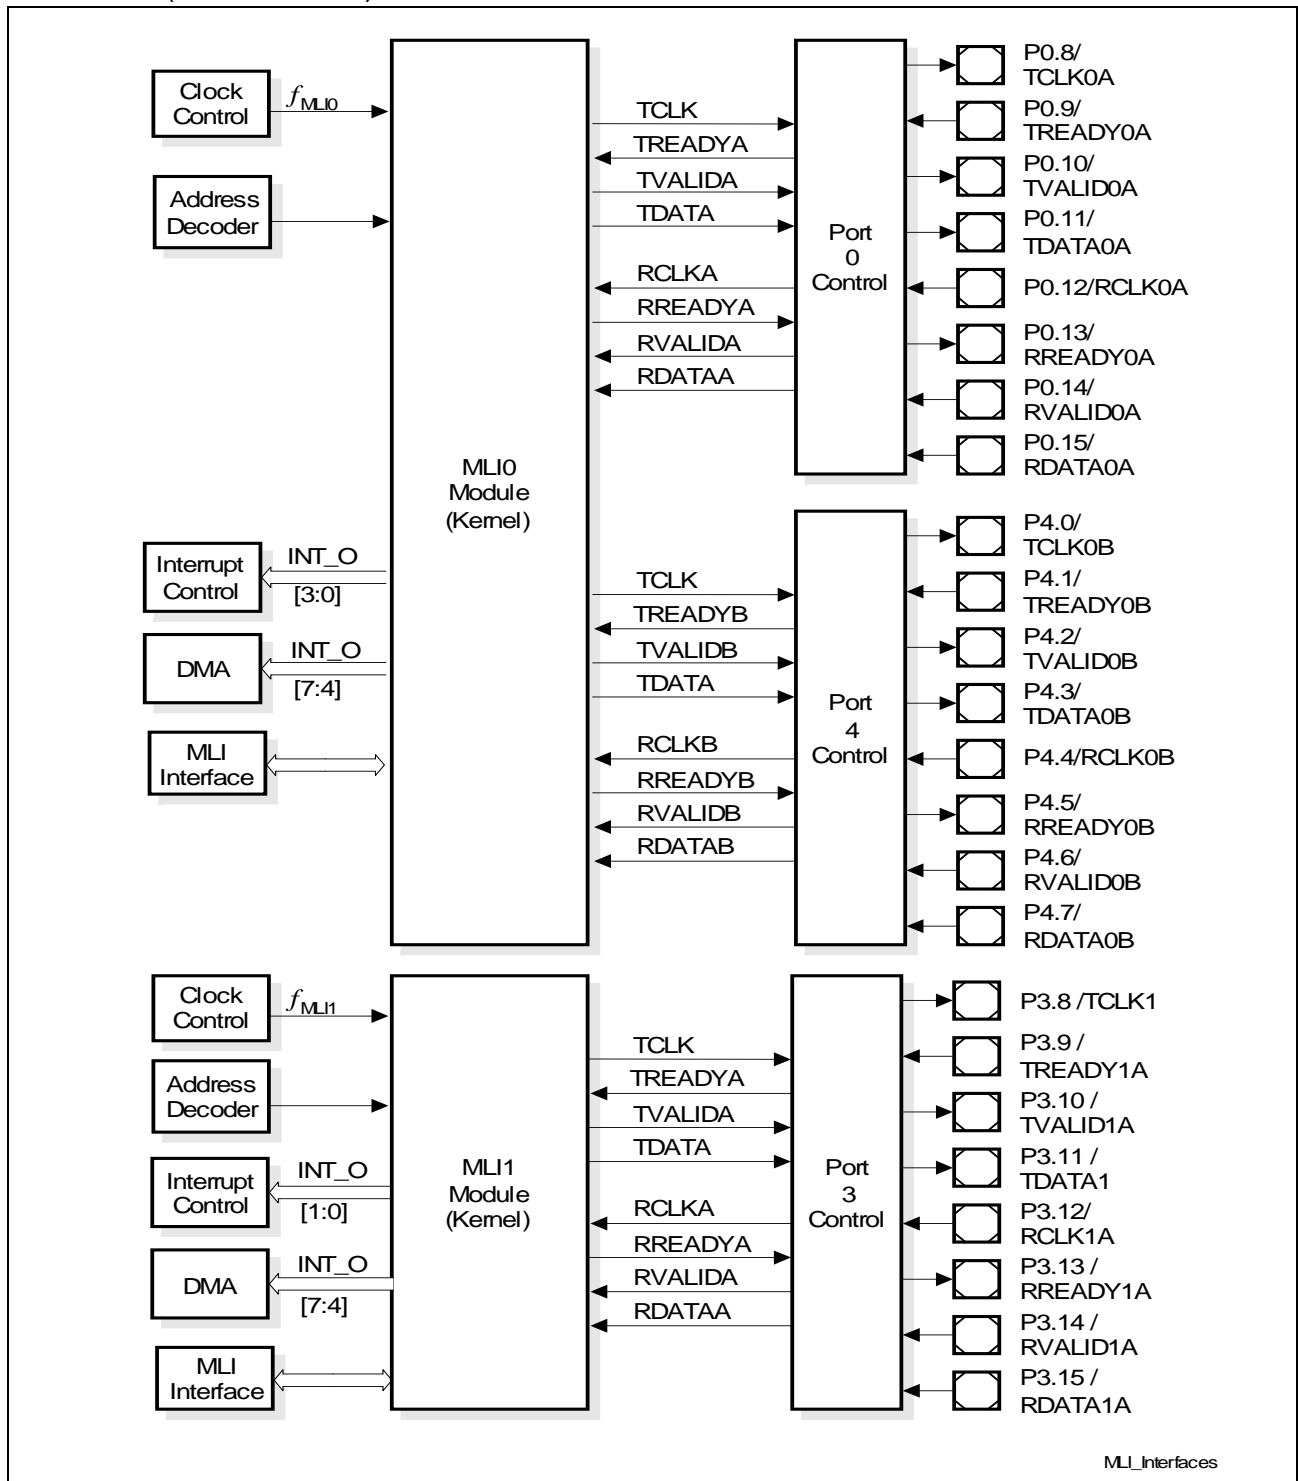 Clock
Control
fMLI0
Address
Decoder
Interrupt
Control
INT_O
[3:0]
DMA
INT_O
[7:4]
MLI
Interface
MLI0
Module
(Kernel)
TCLK
TREADYA
TVALIDA
TDATA
RCLKA
RREADYA
RVALIDA
RDATAA
Port
0
Control
P0.8/
TCLK0A
P0.9/
TREADY0A
P0.10/
TVALID0A
P0.11/
TDATA0A
P0.12/RCLK0A
P0.13/
RREADY0A
P0.14/
RVALID0A
P0.15/
RDATA0A
TCLK
TREADYB
TVALIDB
TDATA
RCLKB
RREADYB
RVALIDB
RDATAB
Port
4
Control
P4.0/
TCLK0B
P4.1/
TREADY0B
P4.2/
TVALID0B
P4.3/
TDATA0B
P4.4/RCLK0B
P4.5/
RREADY0B
P4.6/
RVALID0B
P4.7/
RDATA0B
Clock
Control
fMLI1
Address
Decoder
Interrupt
Control
INT_O
[1:0]
DMA
INT_O
[7:4]
MLI
Interface
MLI1
Module
(Kernel)
TCLK
TREADYA
TVALIDA
TDATA
RCLKA
RREADYA
RVALIDA
RDATAA
Port
3
Control
P3.8 /TCLK1
P3.9 /
TREADY1A
P3.10 /
TVALID1A
P3.11 /
TDATA1
P3.12/
RCLK1A
P3.13 /
RREADY1A
P3.14 /
RVALID1A
P3.15 /
RDATA1A
MLI_Interfaces